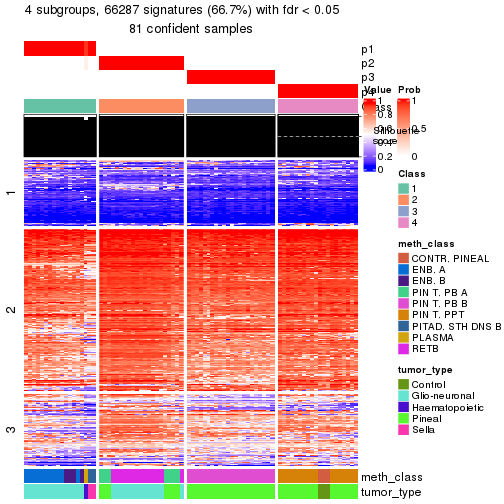 4 subgroups, 66287 signatures (66.7%) with fdr < 0.05
81 confident samples
p1
p2
p3
p4
Class
Silhouette
score
1
2
3
meth_class
tumor_type
Value
1
0.8
0.6
0.4
0.2
0
Prob
1
0.5
0
Class
1
2
3
4
meth_class
CONTR. PINEAL
ENB. A
ENB. B
PIN T. PB A
PIN T. PB B
PIN T. PPT
PITAD. STH DNS B
PLASMA
RETB
tumor_type
Control
Glio-neuronal
Haematopoietic
Pineal
Sella